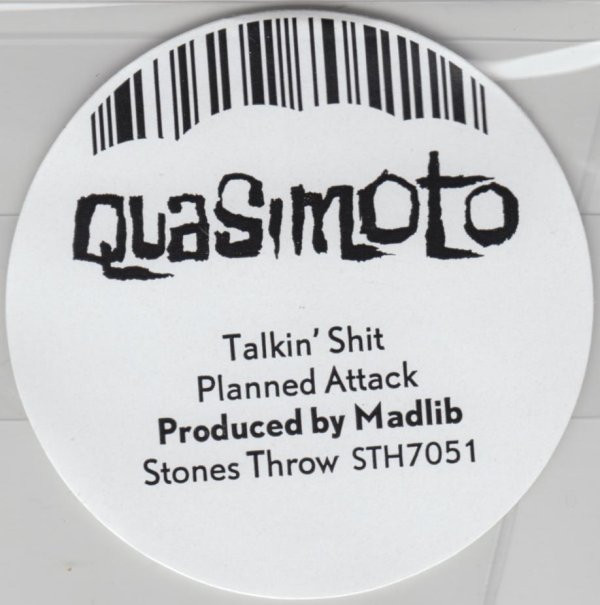 Quasimoto
Talkin' Shit
Planned Attack
Produced by Madlib
Stones Throw STH7051